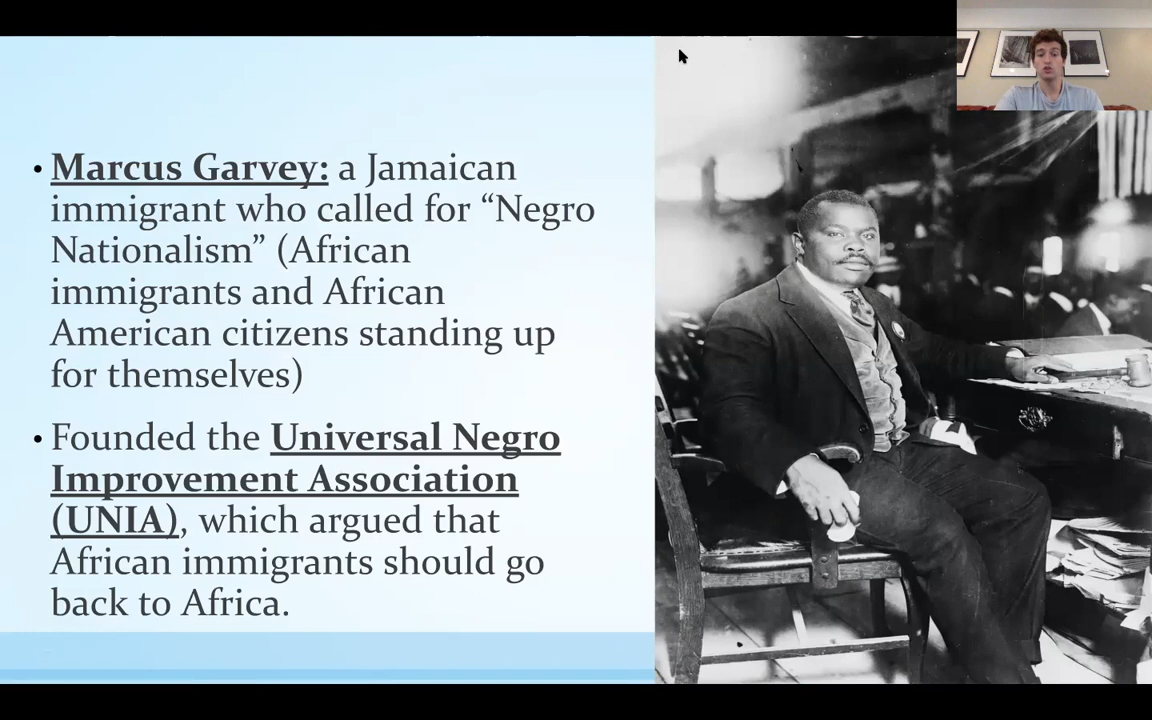 • Marcus Garvey: a Jamaican
immigrant who called for “Negro
Nationalism” (African
immigrants and African
American citizens standing up
for themselves)
• Founded the Universal Negro
Improvement Association
(UNIA), which argued that
African immigrants should go
back to Africa.